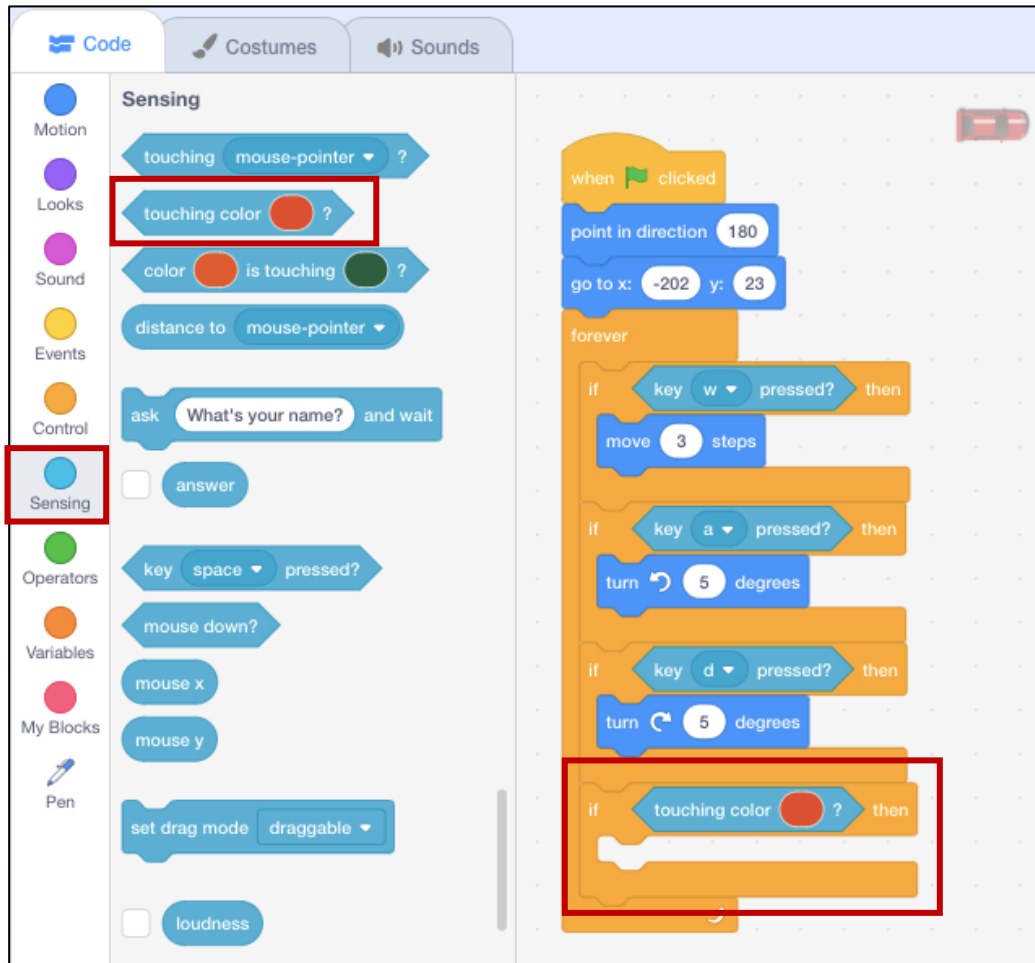 Code Costumes Sounds
Motion
Looks
Sound
Events
Control
Sensing
Operators
Variables
My Blocks
Pen
Sensing
touching mouse-pointer ?
touching color ?
color is touching ?
distance to mouse-pointer
ask What's your name? and wait
answer
key space pressed?
mouse down?
mouse x
mouse y
set drag mode draggable
loudness
when clicked
point in direction 180
go to x: -202 y: 23
forever
if key w pressed? then
move 3 steps
if key a pressed? then
turn 5 degrees
if key d pressed? then
turn 5 degrees
if touching color ? then